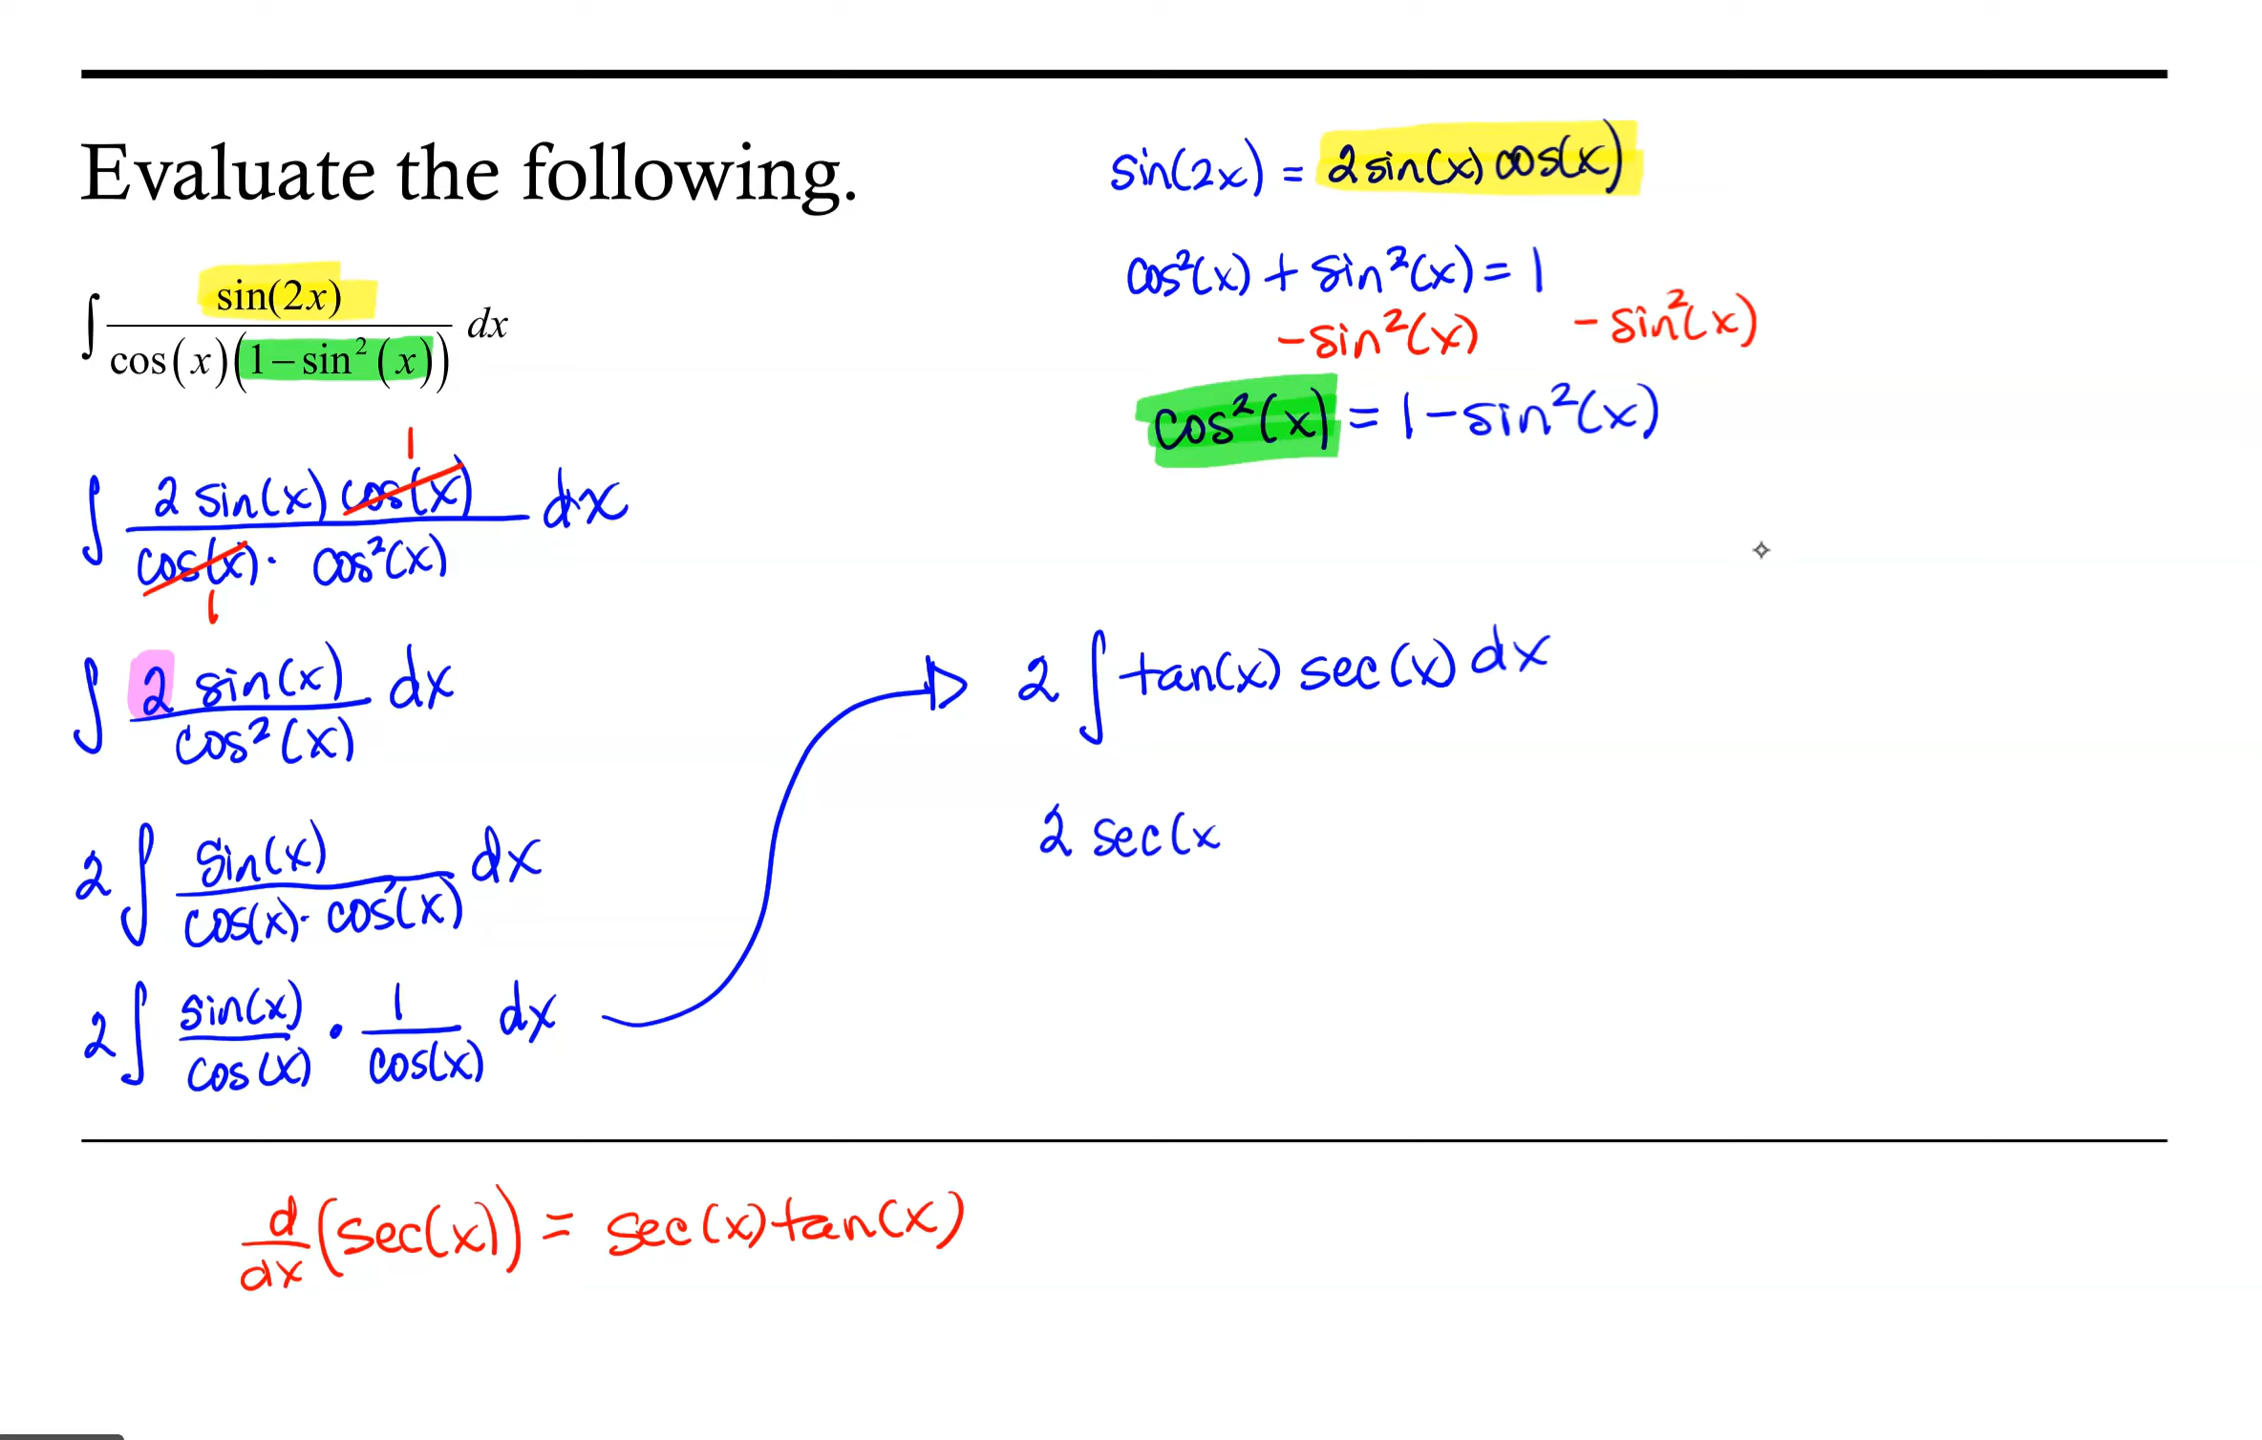 Evaluate the following.
∫ sin(2x) / cos(x)(1−sin²(x)) dx
∫ 2 sin(x) cos(x) / cos(x) · cos²(x) dx
1
1
∫ 2 sin(x) / cos²(x) dx
2 ∫ sin(x) / cos(x) · cos(x) dx
2 ∫ sin(x)/cos(x) · 1/cos(x) dx
sin(2x) = 2 sin(x) cos(x)
cos²(x) + sin²(x) = 1
−sin²(x) −sin²(x)
cos²(x) = 1 − sin²(x)
2 ∫ tan(x) sec(x) dx
2 sec(x
d/dx (sec(x)) = sec(x) tan(x)